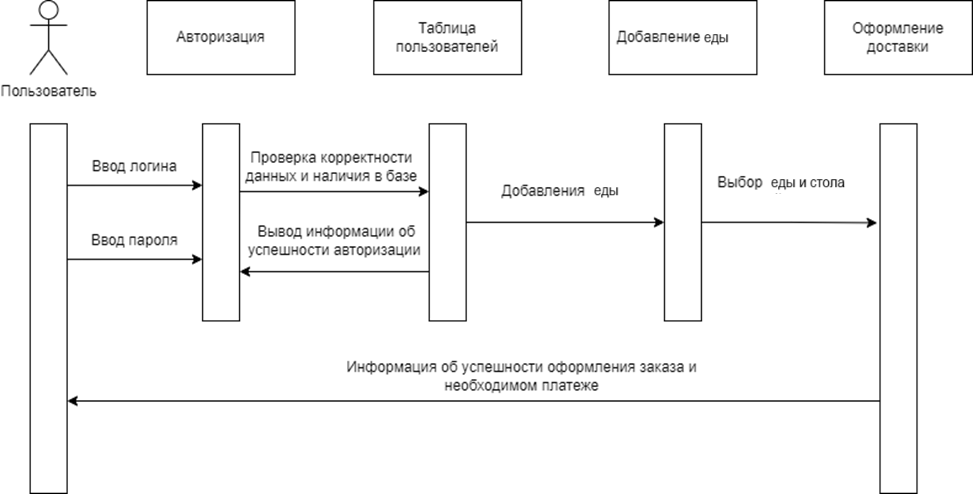 Пользователь
Авторизация
Таблица
пользователей
Добавление еды
Оформление
доставки
Ввод логина
Проверка корректности
данных и наличия в базе
Добавления еды
Выбор еды и стола
Ввод пароля
Вывод информации об
успешности авторизации
Информация об успешности оформления заказа и
необходимом платеже